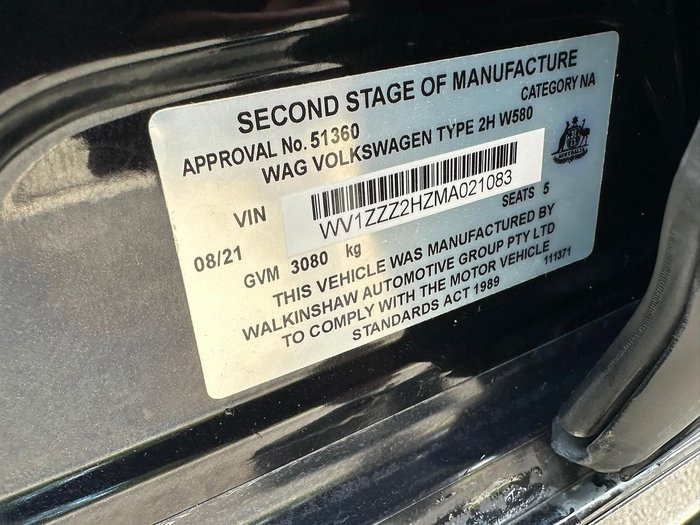 SECOND STAGE OF MANUFACTURE
APPROVAL No. 51360 CATEGORY NA
WAG VOLKSWAGEN TYPE 2H W580
VIN WV1ZZZ2HZMA021083
08/21 SEATS 5
GVM 3080 kg
THIS VEHICLE WAS MANUFACTURED BY
WALKINSHAW AUTOMOTIVE GROUP PTY LTD
TO COMPLY WITH THE MOTOR VEHICLE
STANDARDS ACT 1989 111371